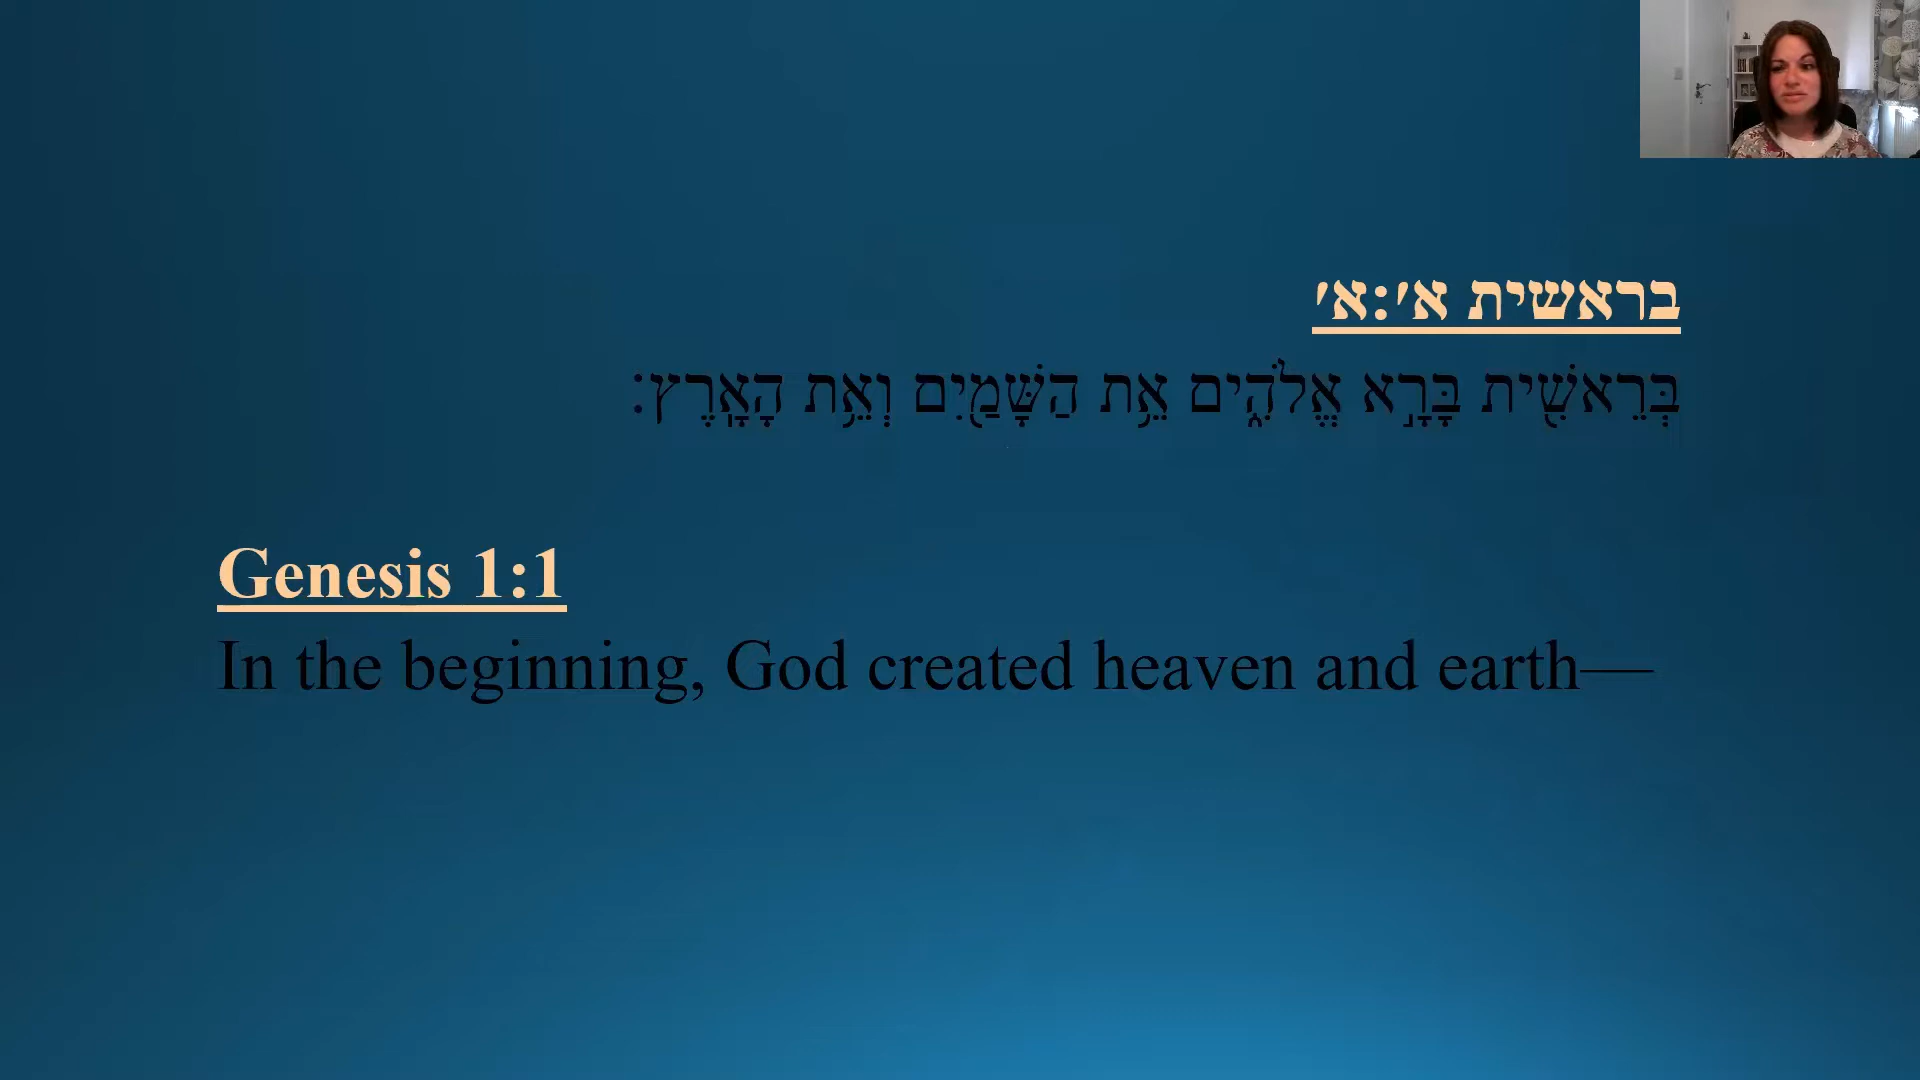 בראשית א׳:א׳
בְּרֵאשִׁ֖ית בָּרָ֣א אֱלֹהִ֑ים אֵ֥ת הַשָּׁמַ֖יִם וְאֵ֥ת הָאָֽרֶץ׃
Genesis 1:1
In the beginning, God created heaven and earth—